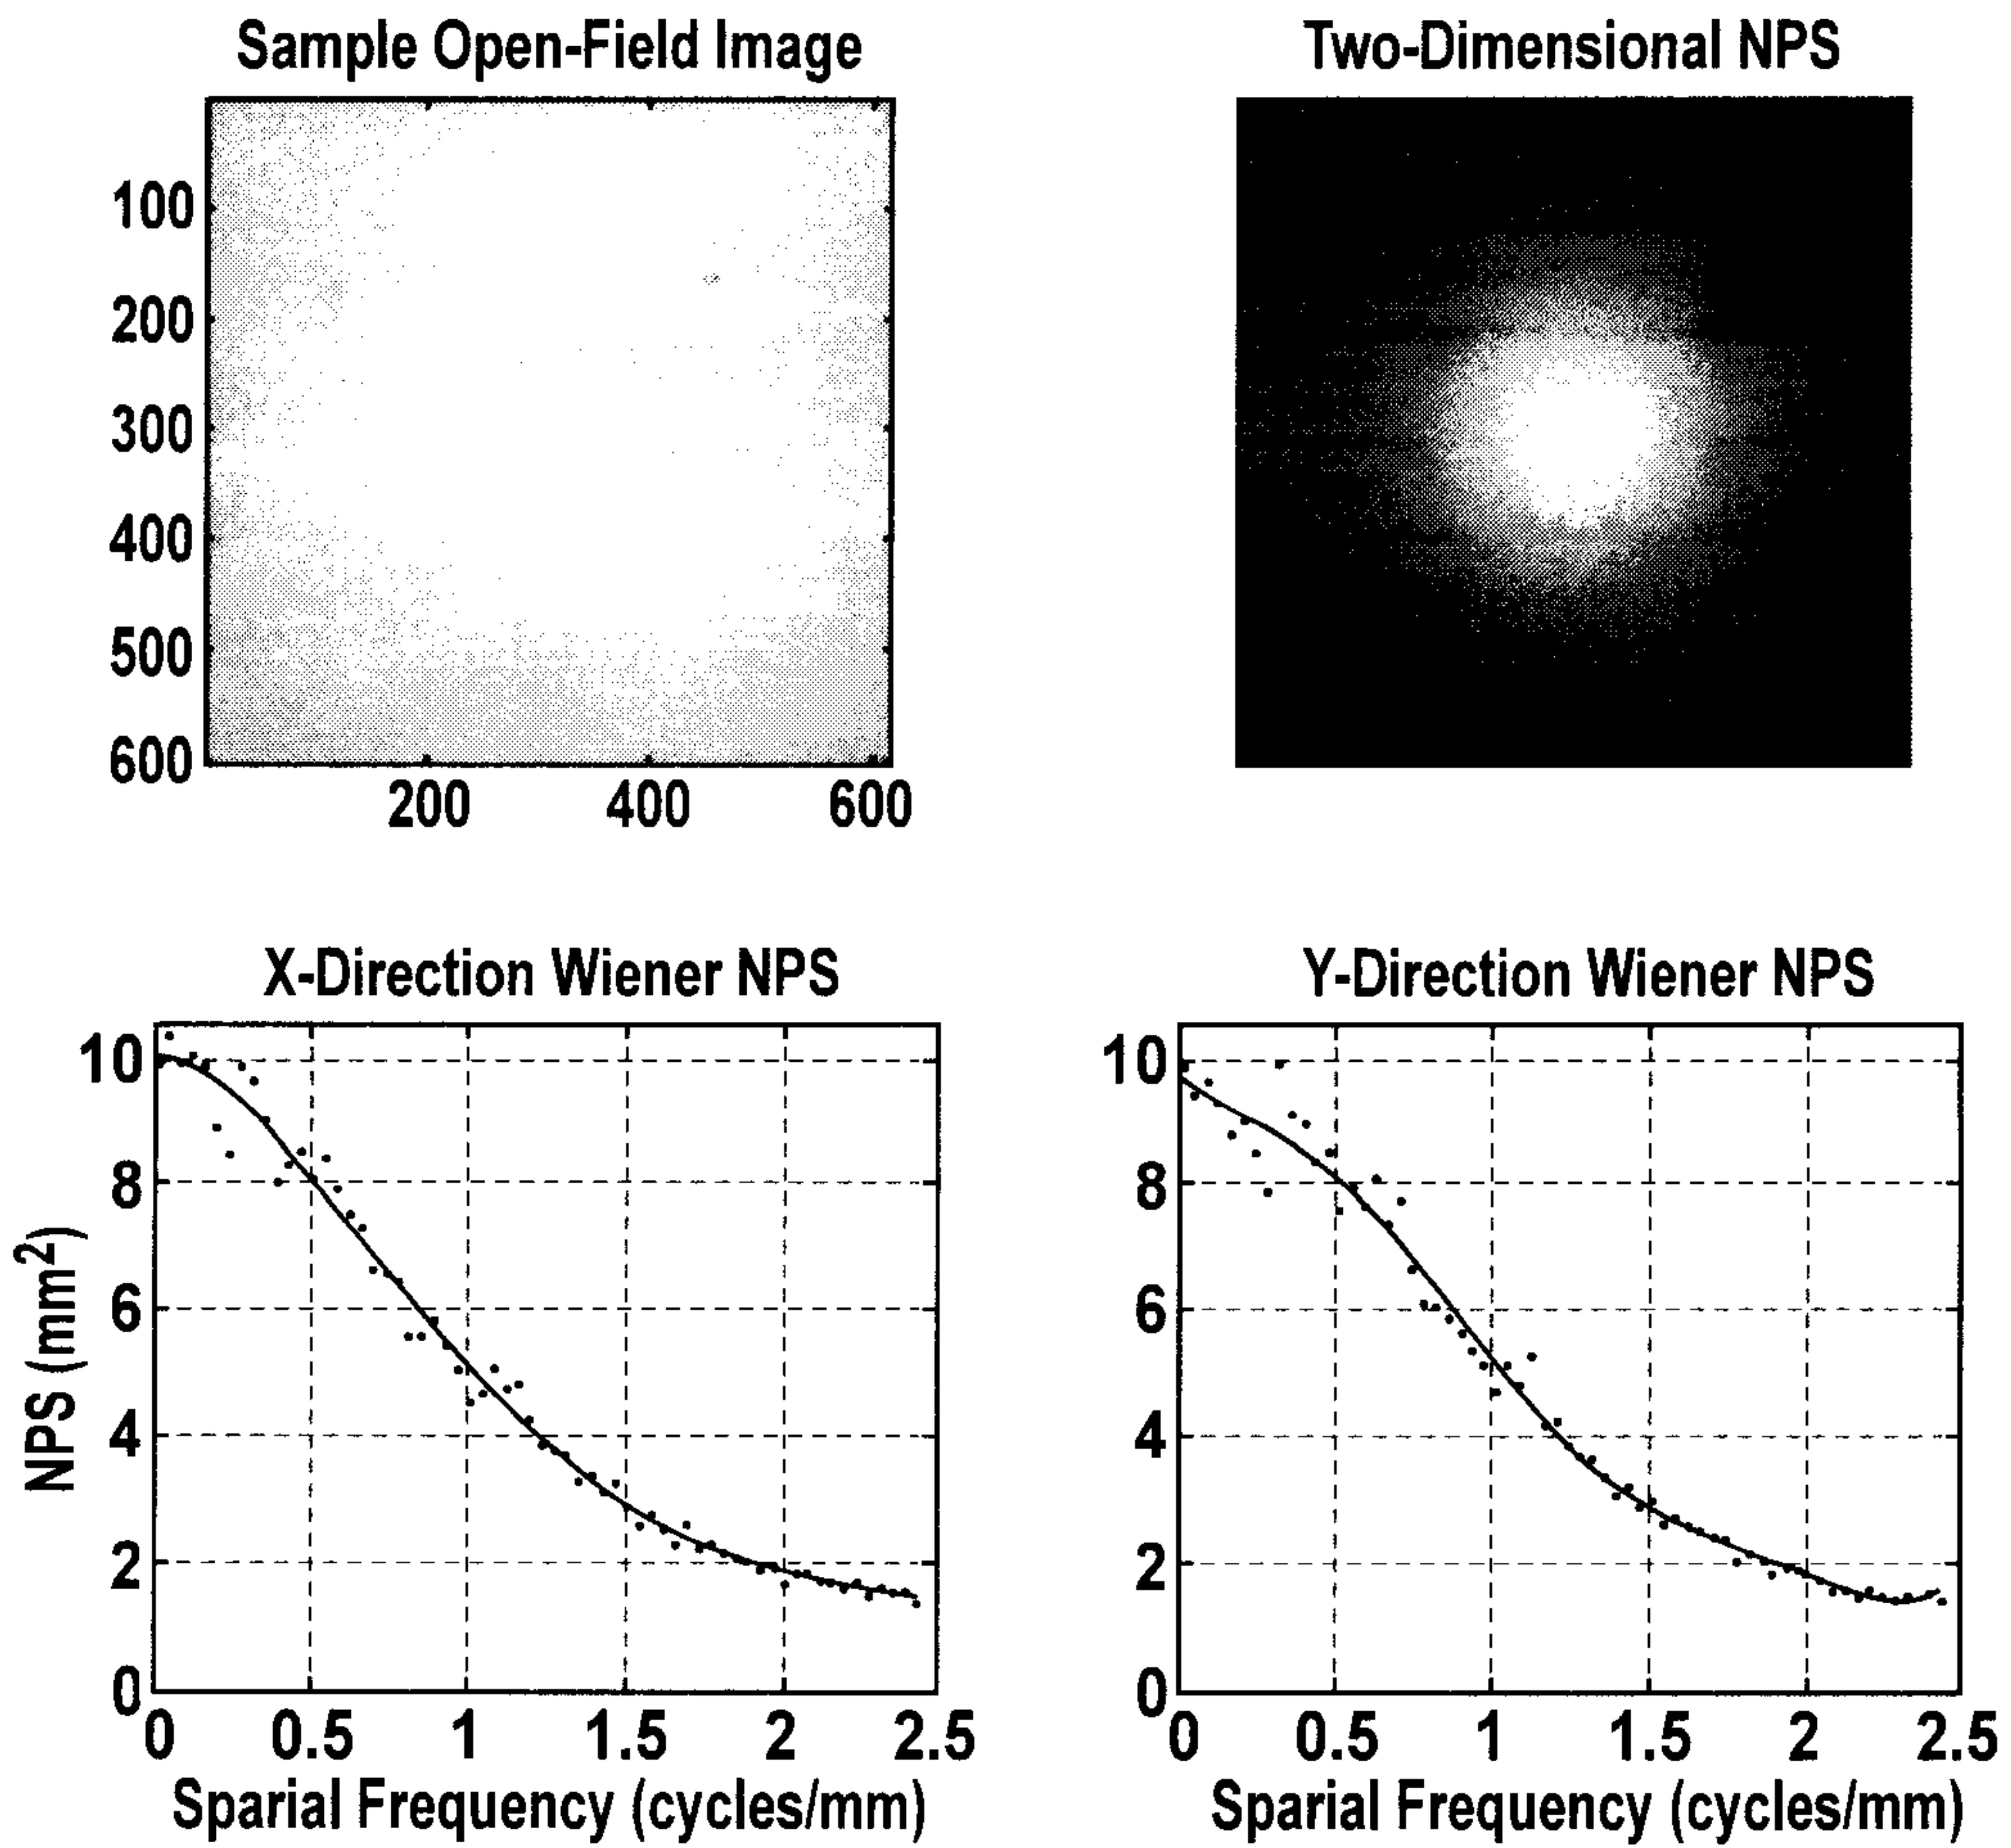 Sample Open-Field Image
Two-Dimensional NPS
100
200
300
400
500
600
200 400 600
X-Direction Wiener NPS
Y-Direction Wiener NPS
NPS (mm²)
10
8
6
4
2
0
0 0.5 1 1.5 2 2.5
Sparial Frequency (cycles/mm)
10
8
6
4
2
0
0 0.5 1 1.5 2 2.5
Sparial Frequency (cycles/mm)